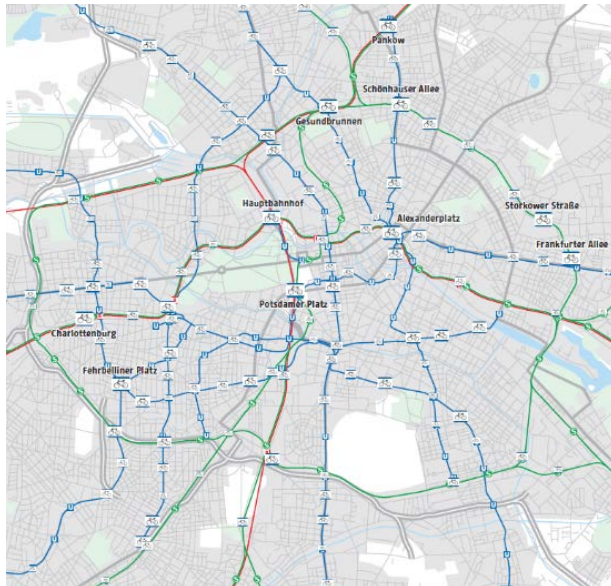 Pankow
Schönhauser Allee
Gesundbrunnen
Hauptbahnhof
Alexanderplatz
Storkower Straße
Frankfurter Allee
Potsdamer Platz
Charlottenburg
Fehrbelliner Platz